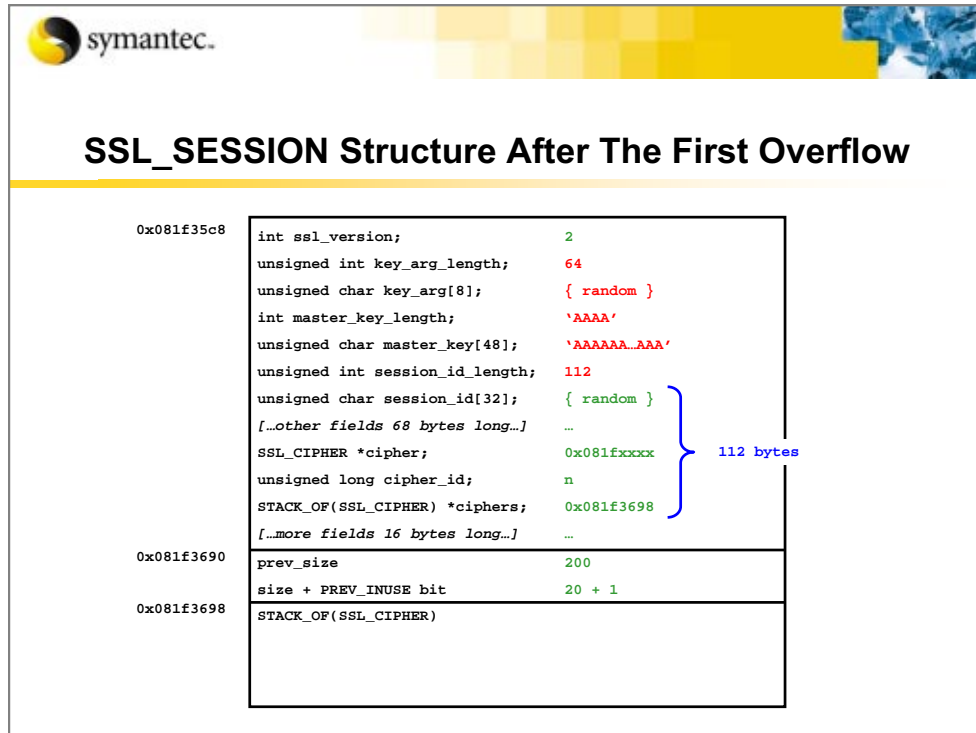 symantec.
SSL_SESSION Structure After The First Overflow
0x081f35c8
int ssl_version; 2
unsigned int key_arg_length; 64
unsigned char key_arg[8]; { random }
int master_key_length; ‘AAAA’
unsigned char master_key[48]; ‘AAAAAA…AAA’
unsigned int session_id_length; 112
unsigned char session_id[32]; { random }
[…other fields 68 bytes long…] …
SSL_CIPHER *cipher; 0x081fxxxx 112 bytes
unsigned long cipher_id; n
STACK_OF(SSL_CIPHER) *ciphers; 0x081f3698
[…more fields 16 bytes long…] …
0x081f3690 prev_size 200
size + PREV_INUSE bit 20 + 1
0x081f3698 STACK_OF(SSL_CIPHER)